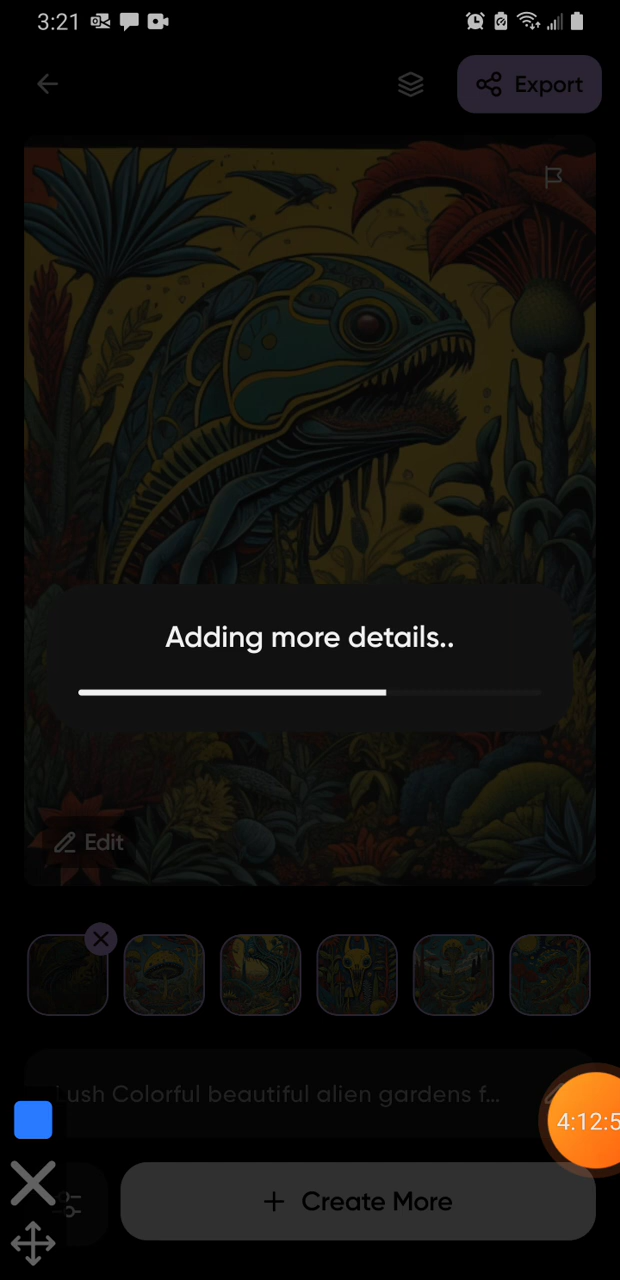 3:21
Export
Adding more details..
Edit
Lush Colorful beautiful alien gardens f...
4:12:5
+ Create More